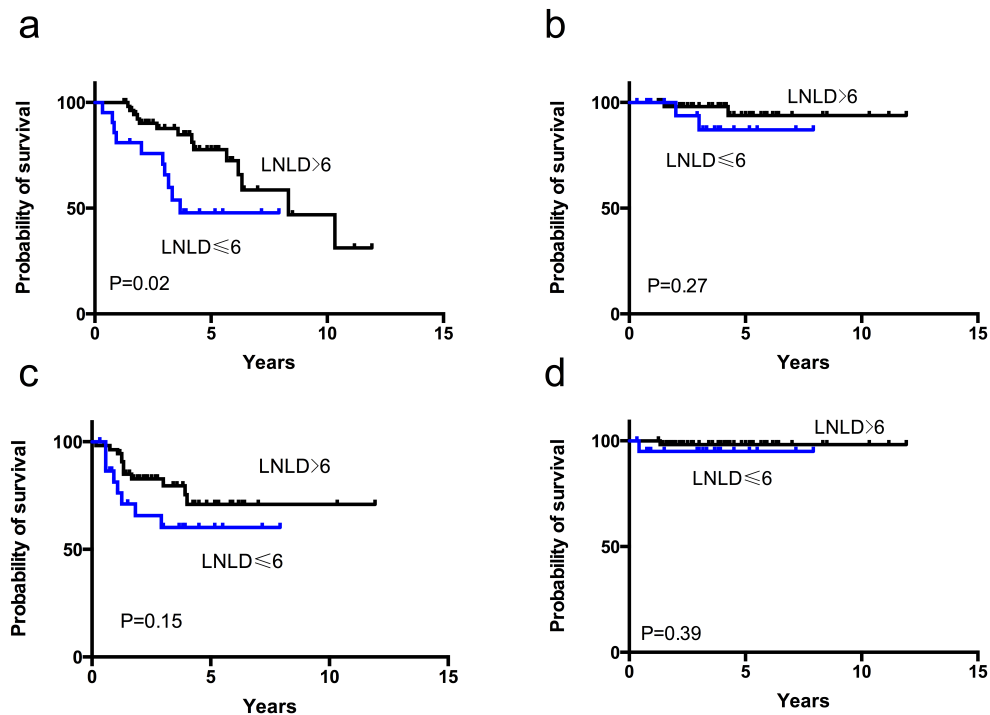 a
Probability of survival
100
50
0
0 5 10 15
Years
LNLD>6
LNLD⩽6
P=0.02
b
Probability of survival
100
50
0
0 5 10 15
Years
LNLD>6
LNLD⩽6
P=0.27
c
Probability of survival
100
50
0
0 5 10 15
Years
LNLD>6
LNLD⩽6
P=0.15
d
Probability of survival
100
50
0
0 5 10 15
Years
LNLD>6
LNLD⩽6
P=0.39